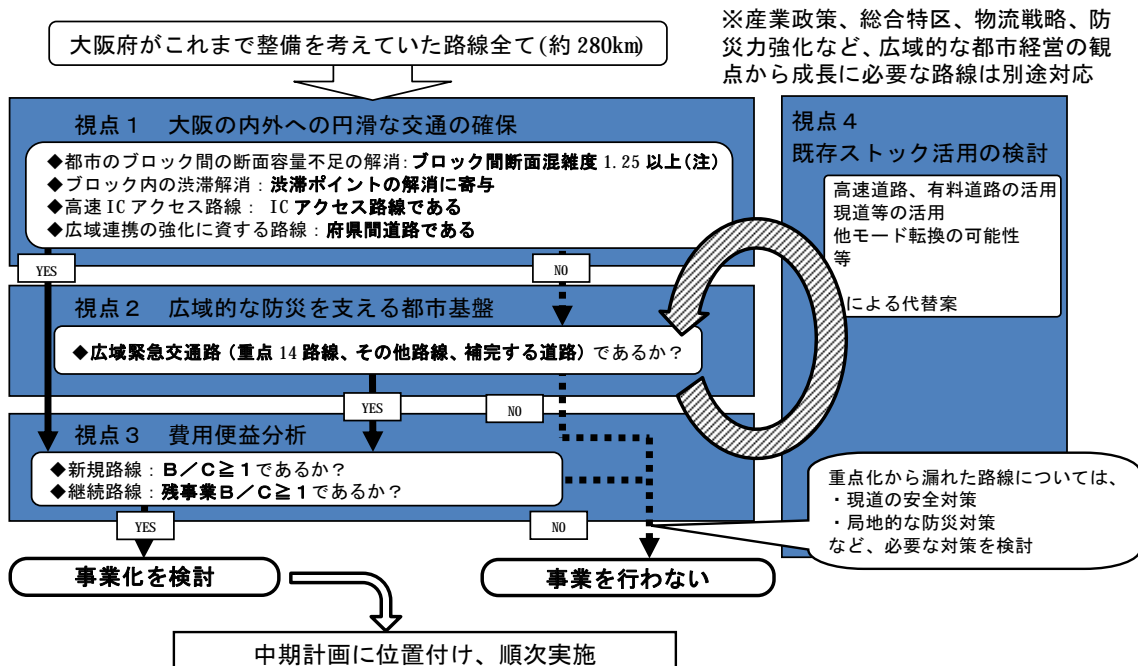 大阪府がこれまで整備を考えていた路線全て(約280km)
※産業政策、総合特区、物流戦略、防
災力強化など、広域的な都市経営の観
点から成長に必要な路線は別途対応
視点１ 大阪の内外への円滑な交通の確保
◆都市のブロック間の断面容量不足の解消：ブロック間断面混雑度 1.25 以上(注)
◆ブロック内の渋滞解消：渋滞ポイントの解消に寄与
◆高速 IC アクセス路線： IC アクセス路線である
◆広域連携の強化に資する路線：府県間道路である
YES
NO
視点２ 広域的な防災を支える都市基盤
◆広域緊急交通路（重点 14 路線、その他路線、補完する道路）であるか？
YES
NO
視点３ 費用便益分析
◆新規路線：Ｂ／Ｃ≧１であるか？
◆継続路線：残事業Ｂ／Ｃ≧１であるか？
YES
NO
事業化を検討
事業を行わない
中期計画に位置付け、順次実施
視点４
既存ストック活用の検討
高速道路、有料道路の活用
現道等の活用
他モード転換の可能性
等
による代替案
重点化から漏れた路線については、
・現道の安全対策
・局地的な防災対策
など、必要な対策を検討